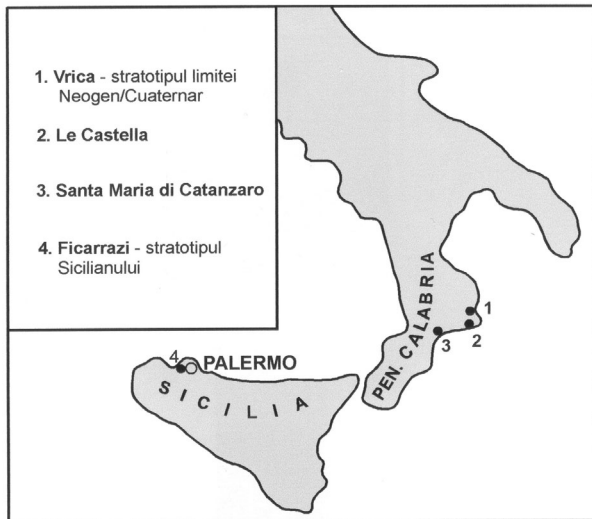 1. Vrica - stratotipul limitei
Neogen/Cuaternar
2. Le Castella
3. Santa Maria di Catanzaro
4. Ficarrazi - stratotipul
Sicilianului
PEN. CALABRIA
1
2
3
4
PALERMO
SICILIA